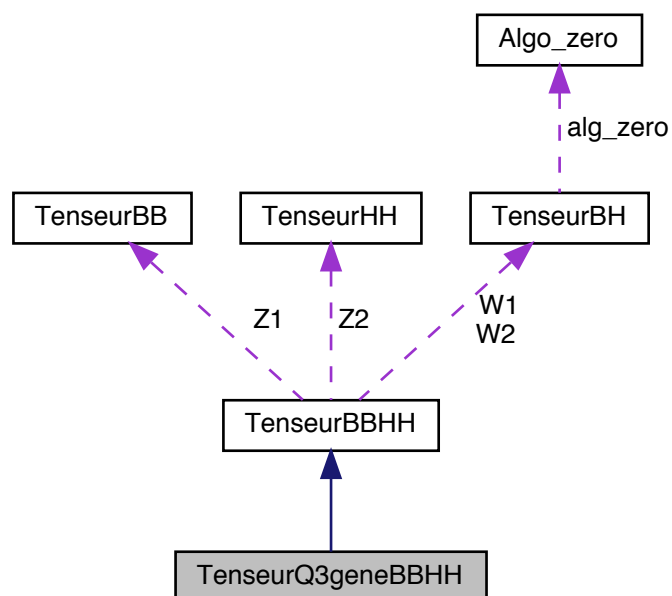 Algo_zero
alg_zero
TenseurBB
TenseurHH
TenseurBH
Z1
Z2
W1
W2
TenseurBBHH
TenseurQ3geneBBHH